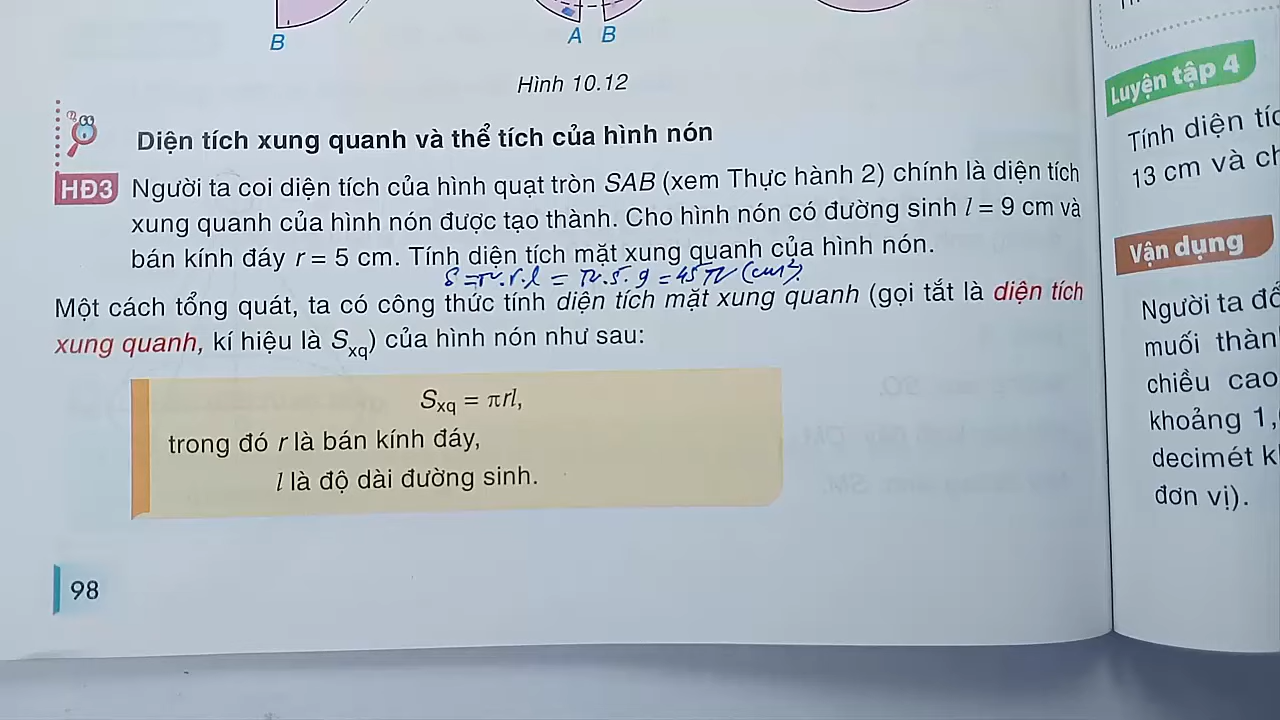 B
A B
Hình 10.12
Diện tích xung quanh và thể tích của hình nón
HĐ3 Người ta coi diện tích của hình quạt tròn SAB (xem Thực hành 2) chính là diện tích
xung quanh của hình nón được tạo thành. Cho hình nón có đường sinh l = 9 cm và
bán kính đáy r = 5 cm. Tính diện tích mặt xung quanh của hình nón.
S = π.r.l = π.5.9 = 45π (cm²)
Một cách tổng quát, ta có công thức tính diện tích mặt xung quanh (gọi tắt là diện tích
xung quanh, kí hiệu là Sxq) của hình nón như sau:
Sxq = πrl,
trong đó r là bán kính đáy,
l là độ dài đường sinh.
98
Luyện tập 4
Tính diện
13 cm và
Vận dụng
Người ta
muối
chiều cao
khoảng 1,
decimét
đơn vị).